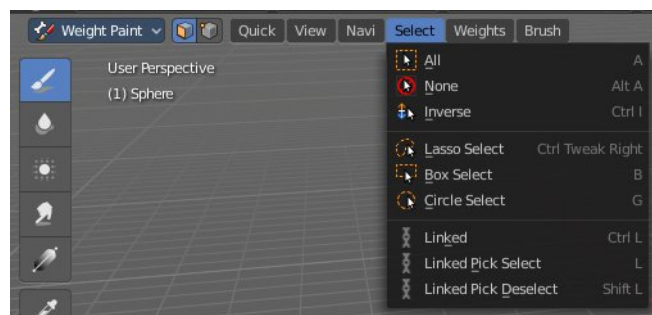 Weight Paint Quick View Navi Select Weights Brush
User Perspective
(1) Sphere
All A
None Alt A
Inverse Ctrl I
Lasso Select Ctrl Tweak Right
Box Select B
Circle Select G
Linked Ctrl L
Linked Pick Select L
Linked Pick Deselect Shift L